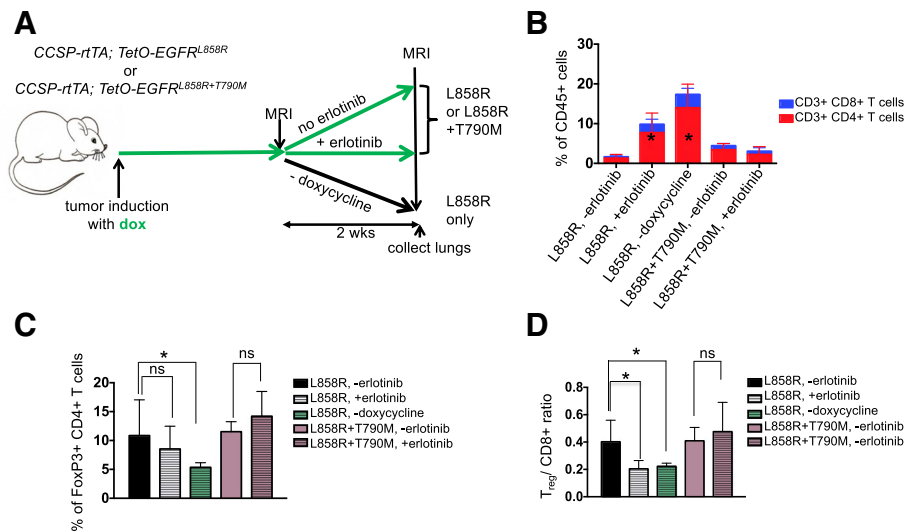 A
CCSP-rtTA; TetO-EGFR^L858R
or
CCSP-rtTA; TetO-EGFR^L858R+T790M
tumor induction
with dox
MRI
MRI
no erlotinib
+ erlotinib
- doxycycline
2 wks
L858R
or L858R
+T790M
L858R
only
collect lungs
B
% of CD45+ cells
30
20
10
0
*
*
CD3+ CD8+ T cells
CD3+ CD4+ T cells
L858R, -erlotinib
L858R, +erlotinib
L858R, -doxycycline
L858R+T790M, -erlotinib
L858R+T790M, +erlotinib
C
% of FoxP3+ CD4+ T cells
20
15
10
5
0
*
ns
ns
L858R, -erlotinib
L858R, +erlotinib
L858R, -doxycycline
L858R+T790M, -erlotinib
L858R+T790M, +erlotinib
D
Treg/ CD8+ ratio
0.8
0.6
0.4
0.2
0.0
*
*
ns
L858R, -erlotinib
L858R, +erlotinib
L858R, -doxycycline
L858R+T790M, -erlotinib
L858R+T790M, -erlotinib